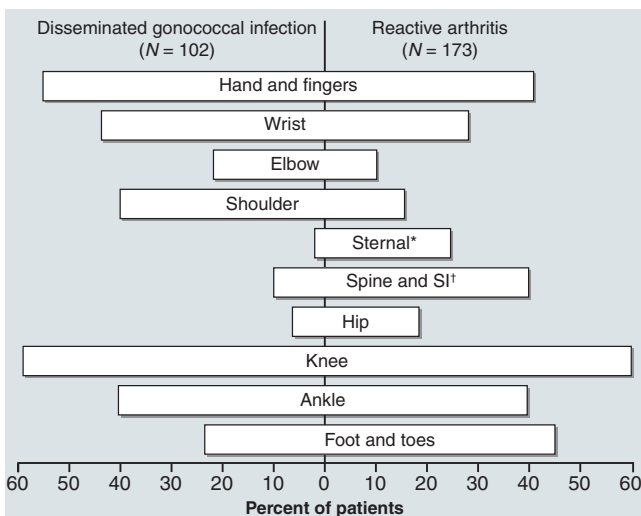 Disseminated gonococcal infection
(N = 102)
Reactive arthritis
(N = 173)
Hand and fingers
Wrist
Elbow
Shoulder
Sternal*
Spine and SI†
Hip
Knee
Ankle
Foot and toes
60 50 40 30 20 10 0 10 20 30 40 50 60
Percent of patients